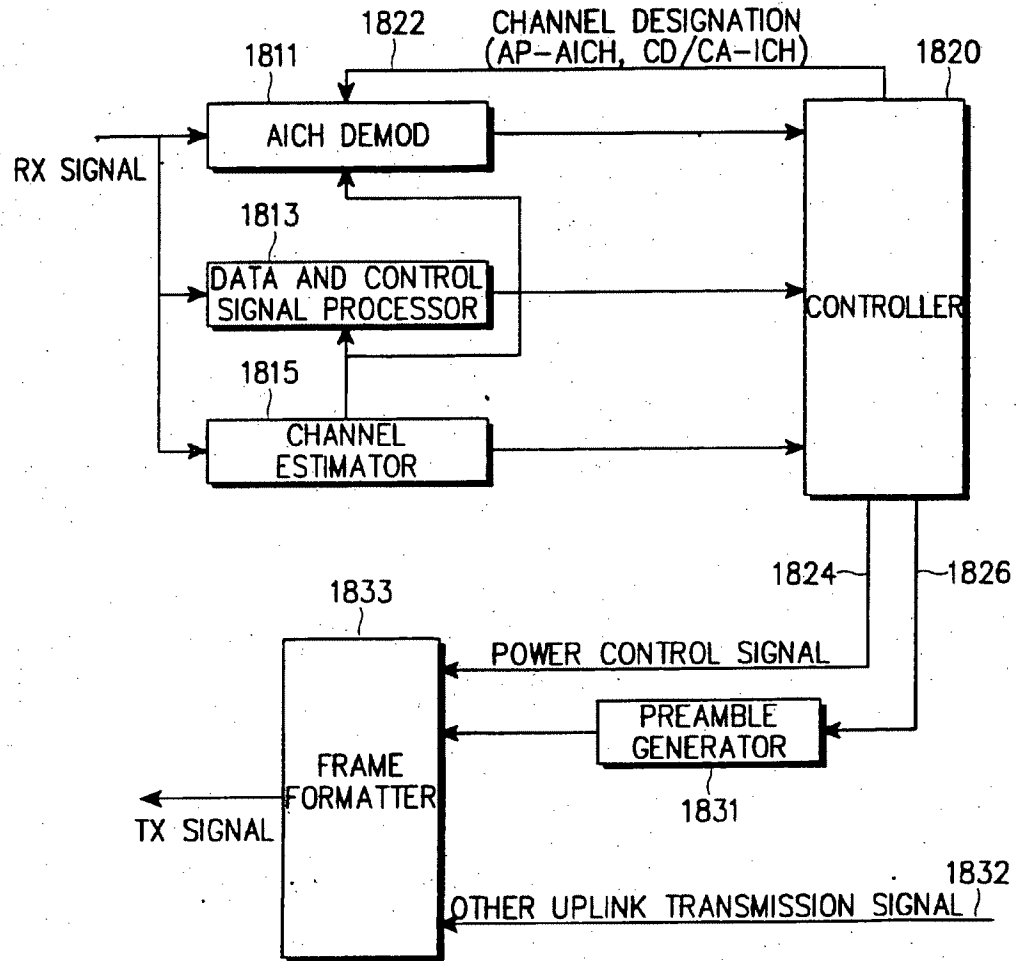 CHANNEL DESIGNATION
(AP-AICH, CD/CA-ICH)
1822
1811
1820
AICH DEMOD
RX SIGNAL
1813
DATA AND CONTROL
SIGNAL PROCESSOR
CONTROLLER
1815
CHANNEL
ESTIMATOR
1824
1826
1833
POWER CONTROL SIGNAL
PREAMBLE
GENERATOR
1831
FRAME
FORMATTER
TX SIGNAL
1832
OTHER UPLINK TRANSMISSION SIGNAL